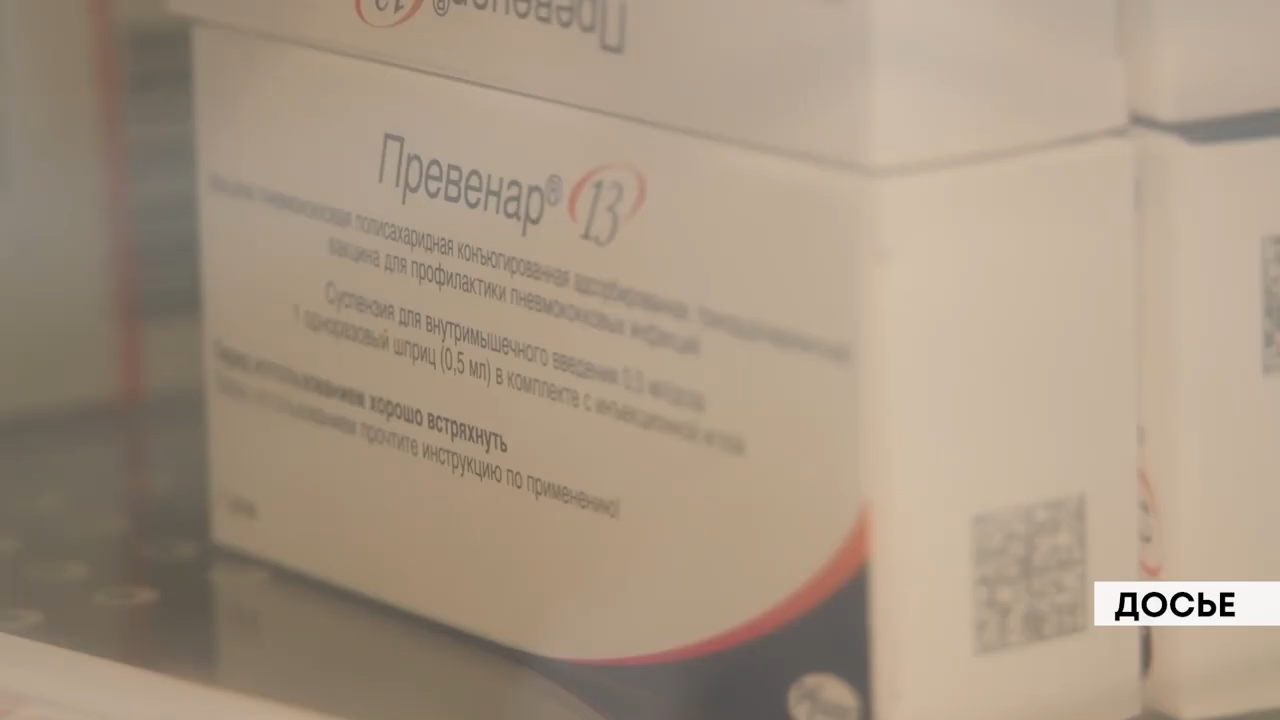 Превенар® 13
пневмококковая полисахаридная конъюгированная адсорбированная
вакцина для профилактики пневмококковых инфекций
Суспензия для внутримышечного введения 0,5 мл/доза
1 одноразовый шприц (0,5 мл) в комплекте с инъекционной иглой
Перед использованием хорошо встряхнуть
Перед использованием прочтите инструкцию по применению!
ДОСЬЕ